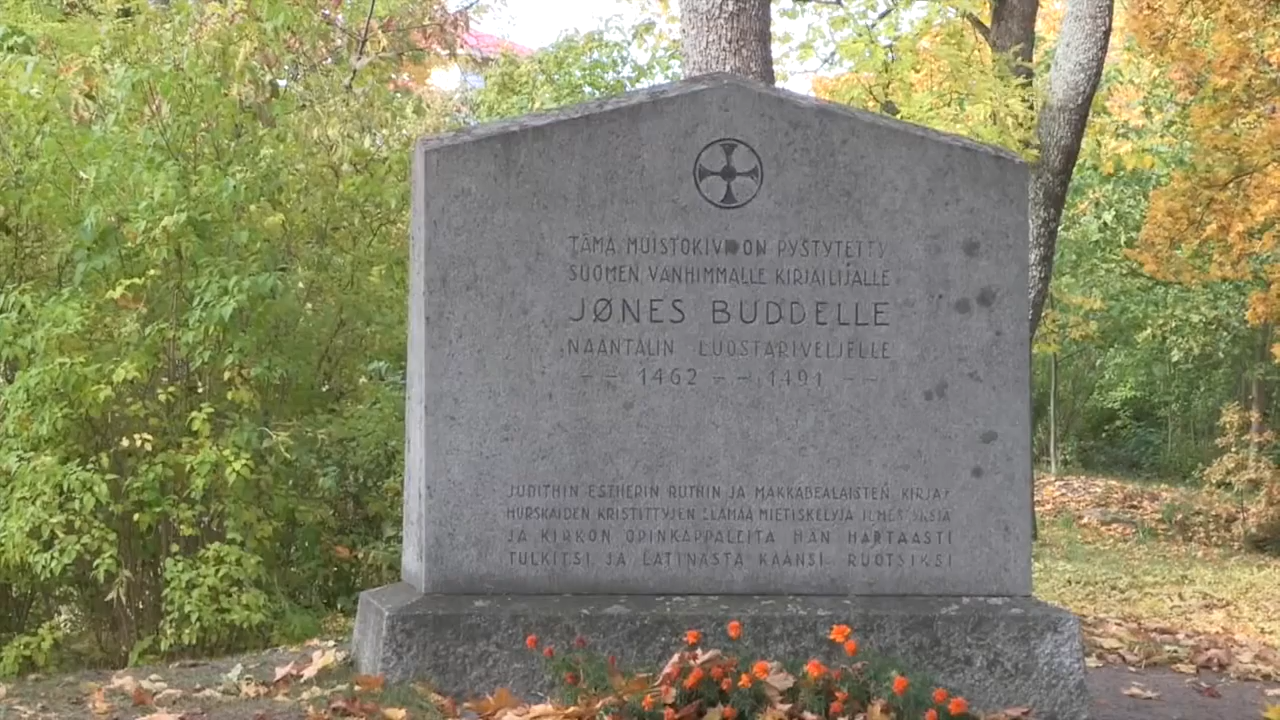 TÄMÄ MUISTOKIVI ON PYSTYTETTY
SUOMEN VANHIMMALLE KIRJAILIJALLE
JØNES BUDDELLE
NAANTALIN LUOSTARIVELJELLE
– – 1462 – – 1491 – –
JUDITHIN ESTHERIN RUTHIN JA MAKKABEALAISTEN KIRJAT
HURSKAIDEN KRISTITTYJEN ELÄMÄÄ MIETISKELYJÄ ILMESTYKSIÄ
JA KIRKON OPINKAPPALEITA HÄN HARTAASTI
TULKITSI JA LATINASTA KÄÄNSI RUOTSIKSI